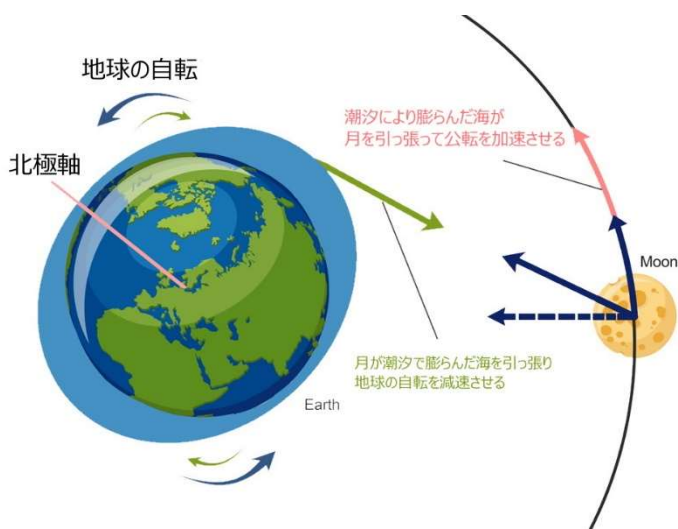 地球の自転
北極軸
潮汐により膨らんだ海が
月を引っ張って公転を加速させる
Moon
月が潮汐で膨らんだ海を引っ張り
地球の自転を減速させる
Earth